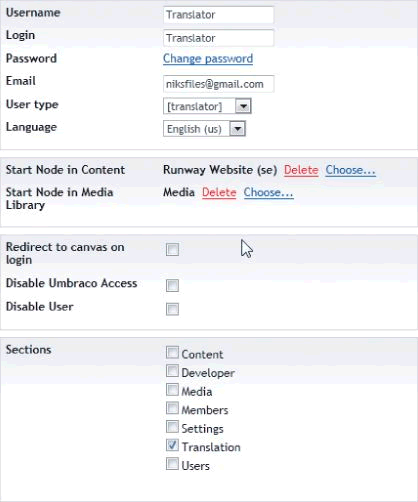 Username Translator
Login Translator
Password Change password
Email niksfiles@gmail.com
User type [translator]
Language English (us)
Start Node in Content Runway Website (se) Delete Choose...
Start Node in Media Library Media Delete Choose...
Redirect to canvas on login
Disable Umbraco Access
Disable User
Sections Content
Developer
Media
Members
Settings
Translation
Users